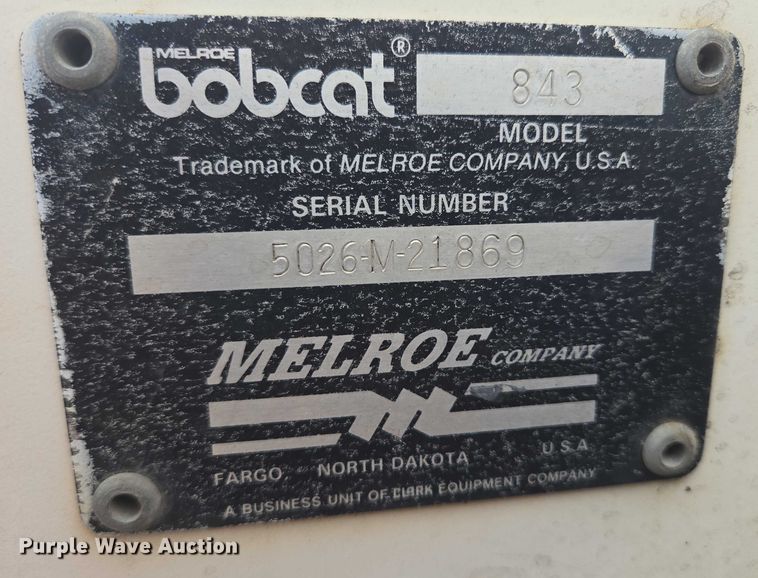 MELROE
bobcat® 843
MODEL
Trademark of MELROE COMPANY, U.S.A.
SERIAL NUMBER
5026-M-21869
MELROE COMPANY
FARGO, NORTH DAKOTA U.S.A
A BUSINESS UNIT OF CLARK EQUIPMENT COMPANY
Purple Wave Auction